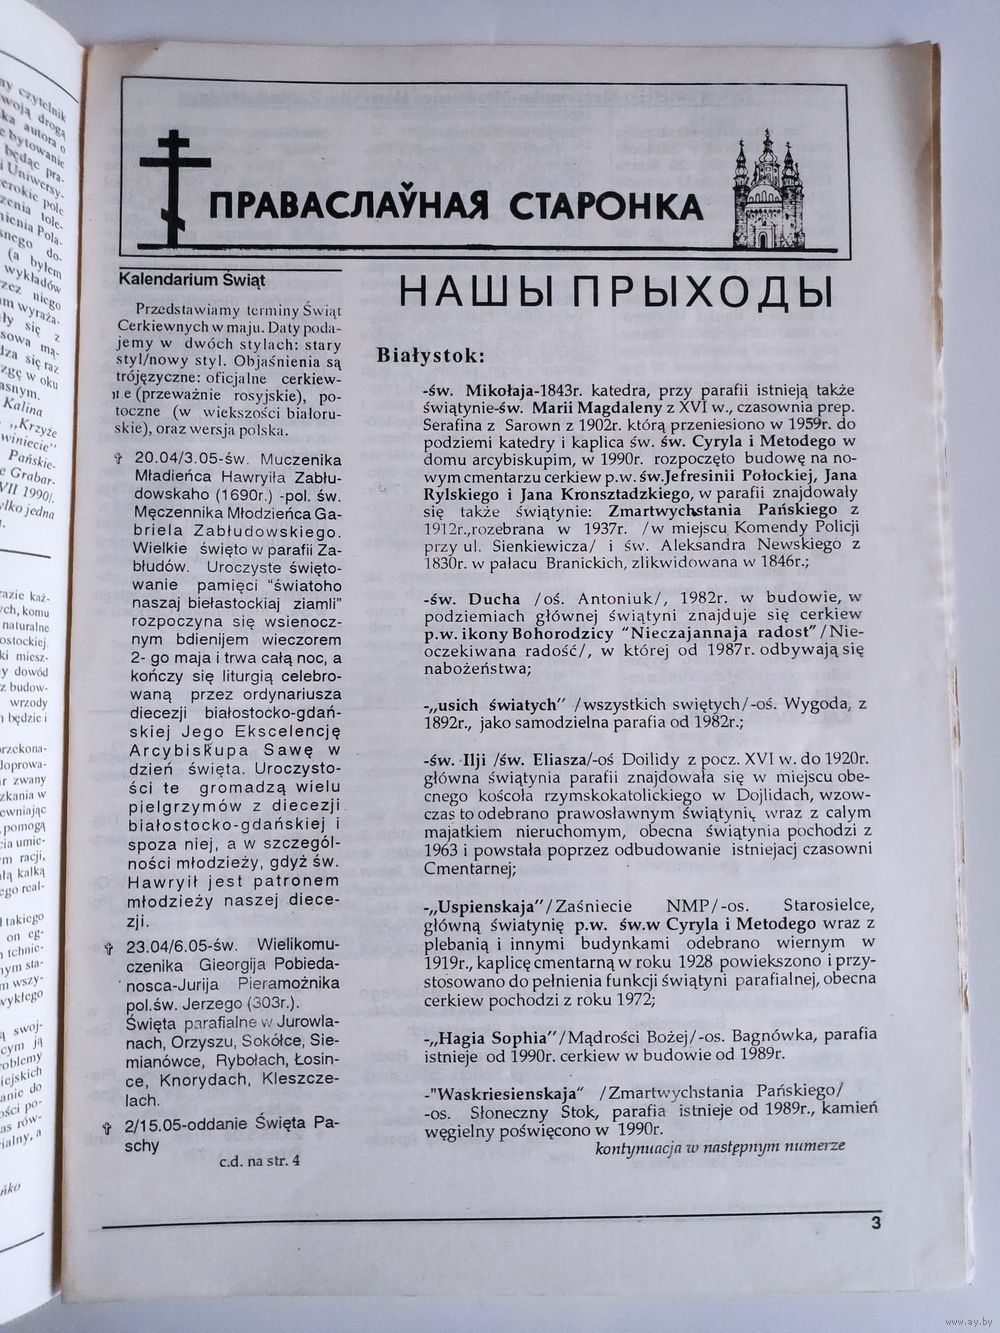 ПРАВАСЛАЎНАЯ СТАРОНКА
Kalendarium Świąt
Przedstawiamy terminy Świąt
Cerkiewnych w maju. Daty poda-
jemy w dwóch stylach: stary
styl/nowy styl. Objaśnienia są
trójęzyczne: oficjalne cerkiew-
ne (przeważnie rosyjskie), po-
toczne (w wiekszości białoru-
skie), oraz wersja polska.
20.04/3.05-św. Muczenika
Mładieńca Hawryiła Zabłu-
dowskaho (1690r.) -pol. św.
Męczennika Młodzieńca Ga-
briela Zabłudowskiego.
Wielkie święto w parafii Za-
błudów. Uroczyste święto-
wanie pamięci "światoho
naszaj biełastockiaj ziamli"
rozpoczyna się wsienocz-
nym bdienijem wieczorem
2- go maja i trwa całą noc, a
kończy się liturgią celebro-
waną przez ordynariusza
diecezji białostocko-gdań-
skiej Jego Ekscelencję
Arcybiskupa Sawę w
dzień święta. Uroczysto-
ści te gromadzą wielu
pielgrzymów z diecezji
białostocko-gdańskiej i
spoza niej, a w szczegól-
ności młodzieży, gdyż św.
Hawryił jest patronem
młodzieży naszej diece-
zji.
23.04/6.05-św. Wielikomu-
czenika Gieorgija Pobieda-
nosca-Jurija Pieramożnika
pol.św. Jerzego (303r.).
Święta parafialne w Jurowla-
nach, Orzyszu, Sokółce, Sie-
mianówce, Rybołach, Łosin-
ce, Knorydach, Kleszcze-
lach.
2/15.05-oddanie Święta Pa-
schy
c.d. na str. 4
НАШЫ ПРЫХОДЫ
Białystok:
-św. Mikołaja-1843r. katedra, przy parafii istnieją także
świątynie-św. Marii Magdaleny z XVI w., czasownia prep.
Serafina z Sarown z 1902r. którą przeniesiono w 1959r. do
podziemi katedry i kaplica św. św. Cyryla i Metodego w
domu arcybiskupim, w 1990r. rozpoczęto budowę na no-
wym cmentarzu cerkiew p.w. św.Jefresinii Połockiej, Jana
Rylskiego i Jana Kronsztadzkiego, w parafii znajdowały
się także świątynie: Zmartwychstania Pańskiego z
1912r.,rozebrana w 1937r. /w miejscu Komendy Policji
przy ul. Sienkiewicza/ i św. Aleksandra Newskiego z
1830r. w pałacu Branickich, zlikwidowana w 1846r.;
-św. Ducha /oś. Antoniuk/, 1982r. w budowie, w
podziemiach głównej świątyni znajduje się cerkiew
p.w. ikony Bohorodzicy "Nieczajannaja radost"/Nie-
oczekiwana radość/, w której od 1987r. odbywają się
nabożeństwa;
-„usich światych" /wszystkich swiętych/-oś. Wygoda, z
1892r., jako samodzielna parafia od 1982r.;
-św. Ilji /św. Eliasza/-oś Doilidy z pocz. XVI w. do 1920r.
główna świątynia parafii znajdowała się w miejscu obe-
cnego koścoła rzymskokatolickiego w Dojlidach, wzow-
czas to odebrano prawosławnym świątynię wraz z calym
majatkiem nieruchomym, obecna świątynia pochodzi z
1963 i powstała poprzez odbudowanie istniejacj czasowni
Cmentarnej;
-„Uspienskaja"/Zaśniecie NMP/-os. Starosielce,
główną światynię p.w. św.w Cyryla i Metodego wraz z
plebanią i innymi budynkami odebrano wiernym w
1919r., kaplicę cmentarną w roku 1928 powiekszono i przy-
stosowano do pełnienia funkcji świątyni parafialnej, obecna
cerkiew pochodzi z roku 1972;
-„Hagia Sophia"/Mądrości Bożej/-os. Bagnówka, parafia
istnieje od 1990r. cerkiew w budowie od 1989r.
-"Waskriesienskaja" /Zmartwychstania Pańskiego/
-os. Słoneczny Stok, parafia istnieje od 1989r., kamień
węgielny poświęcono w 1990r.
kontynuacja w następnym numerze
3
www.ay.by